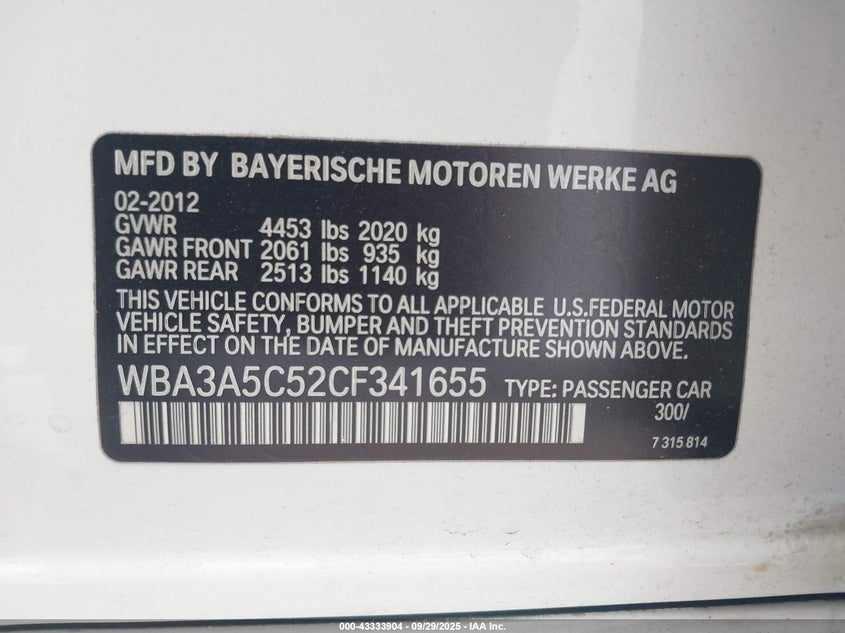 MFD BY BAYERISCHE MOTOREN WERKE AG
02-2012
GVWR 4453 lbs 2020 kg
GAWR FRONT 2061 lbs 935 kg
GAWR REAR 2513 lbs 1140 kg
THIS VEHICLE CONFORMS TO ALL APPLICABLE U.S.FEDERAL MOTOR
VEHICLE SAFETY, BUMPER AND THEFT PREVENTION STANDARDS
IN EFFECT ON THE DATE OF MANUFACTURE SHOWN ABOVE.
WBA3A5C52CF341655 TYPE: PASSENGER CAR
300/
7 315 814
000-43333904 | 09/29/2025 | IAA Inc.